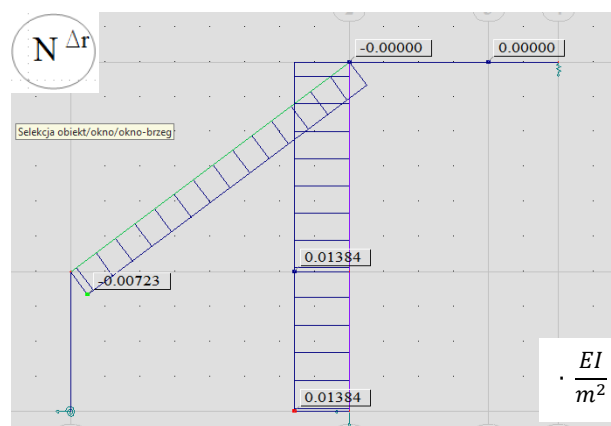 N Δr
-0.00000
0.00000
Selekcja obiekt/okno/okno-brzeg
0.01384
-0.00723
0.01384
· EI
m²